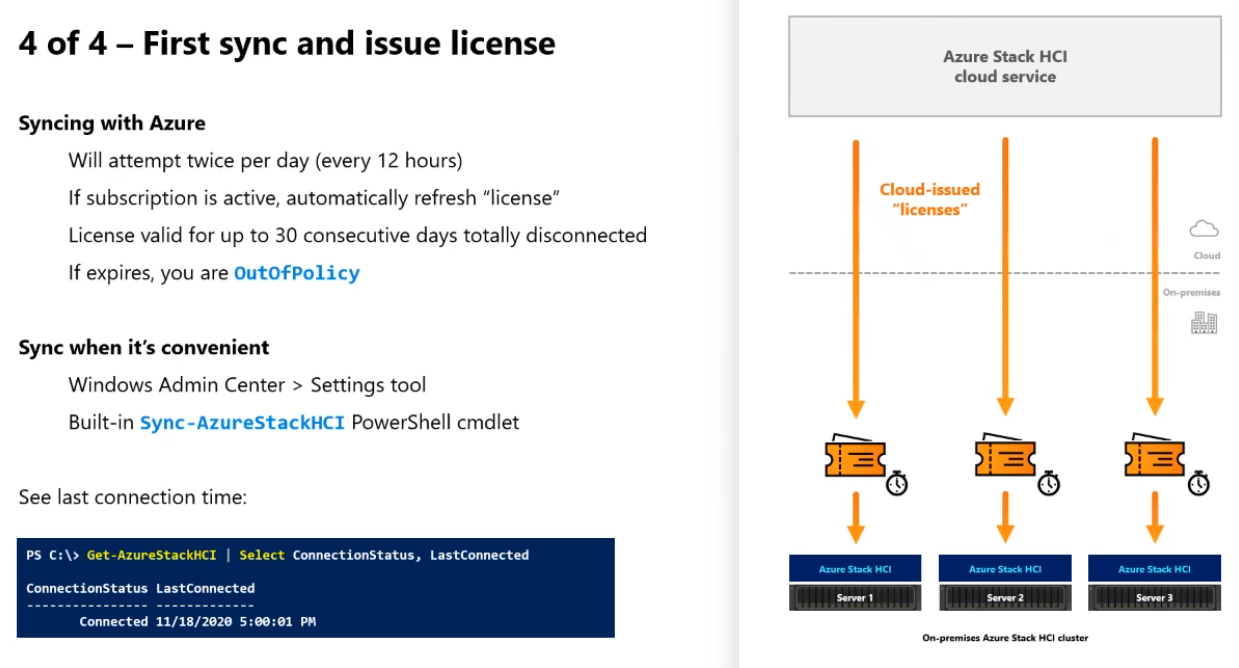 4 of 4 – First sync and issue license
Syncing with Azure
Will attempt twice per day (every 12 hours)
If subscription is active, automatically refresh “license”
License valid for up to 30 consecutive days totally disconnected
If expires, you are OutOfPolicy
Sync when it’s convenient
Windows Admin Center > Settings tool
Built-in Sync-AzureStackHCI PowerShell cmdlet
See last connection time:
PS C:\> Get-AzureStackHCI | Select ConnectionStatus, LastConnected
ConnectionStatus LastConnected
---------------- -------------
Connected 11/18/2020 5:00:01 PM
Azure Stack HCI
cloud service
Cloud-issued
“licenses”
Cloud
On-premises
Azure Stack HCI
Server 1
Azure Stack HCI
Server 2
Azure Stack HCI
Server 3
On-premises Azure Stack HCI cluster